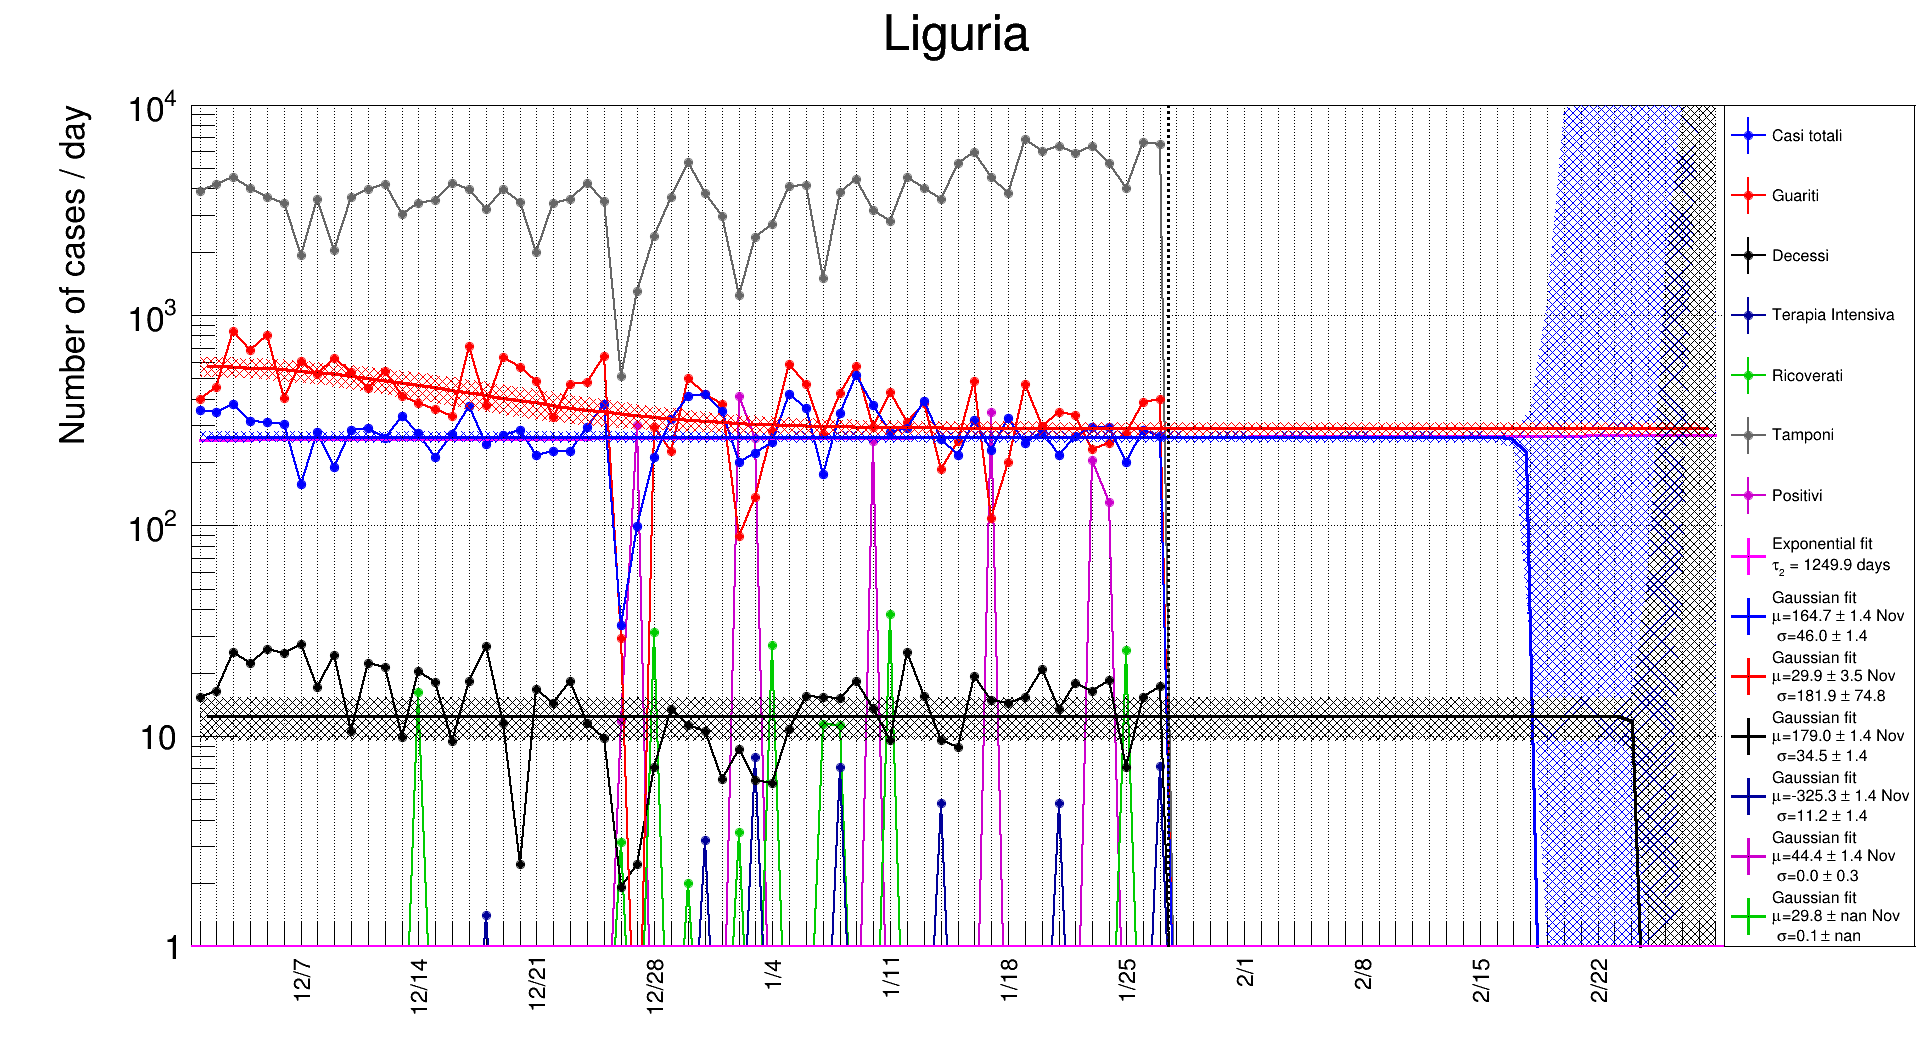 Liguria
Number of cases / day
10⁴
10³
10²
10
1
12/7
12/14
12/21
12/28
1/4
1/11
1/18
1/25
2/1
2/8
2/15
2/22
Casi totali
Guariti
Decessi
Terapia Intensiva
Ricoverati
Tamponi
Positivi
Exponential fit
τ₂ = 1249.9 days
Gaussian fit
μ=164.7 ± 1.4 Nov
σ=46.0 ± 1.4
Gaussian fit
μ=29.9 ± 3.5 Nov
σ=181.9 ± 74.8
Gaussian fit
μ=179.0 ± 1.4 Nov
σ=34.5 ± 1.4
Gaussian fit
μ=-325.3 ± 1.4 Nov
σ=11.2 ± 1.4
Gaussian fit
μ=44.4 ± 1.4 Nov
σ=0.0 ± 0.3
Gaussian fit
μ=29.8 ± nan Nov
σ=0.1 ± nan